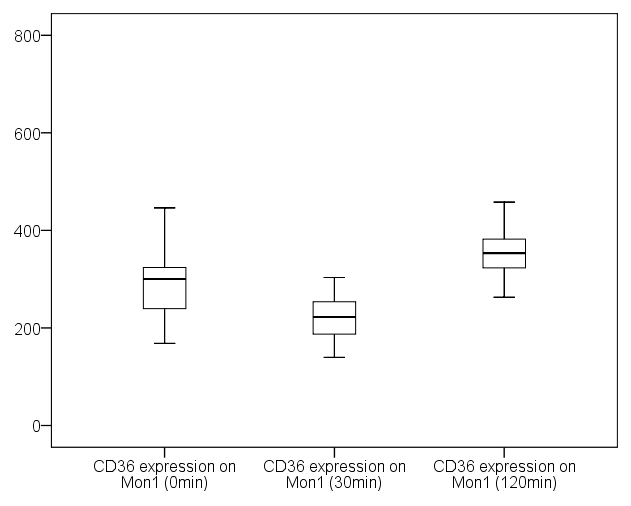 800
600
400
200
0
CD36 expression on
Mon1 (0min)
CD36 expression on
Mon1 (30min)
CD36 expression on
Mon1 (120min)